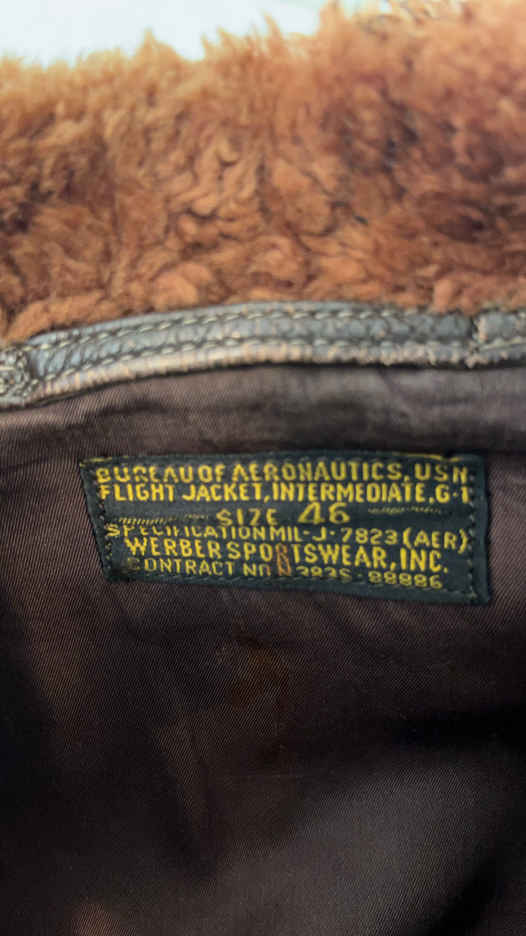 BUREAU OF AERONAUTICS, USN
FLIGHT JACKET, INTERMEDIATE, G-1
SIZE 46
SPECIFICATION MIL-J-7823 (AER)
WERBER SPORTSWEAR, INC.
CONTRACT NO. N 383S-88886